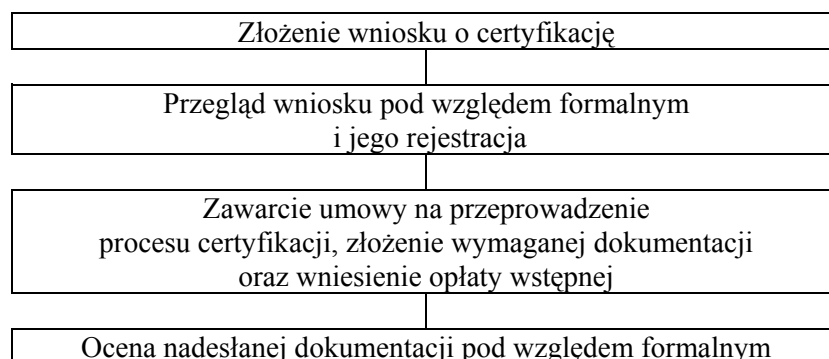 Złożenie wniosku o certyfikację
Przegląd wniosku pod względem formalnym
i jego rejestracja
Zawarcie umowy na przeprowadzenie
procesu certyfikacji, złożenie wymaganej dokumentacji
oraz wniesienie opłaty wstępnej
Ocena nadesłanej dokumentacji pod względem formalnym